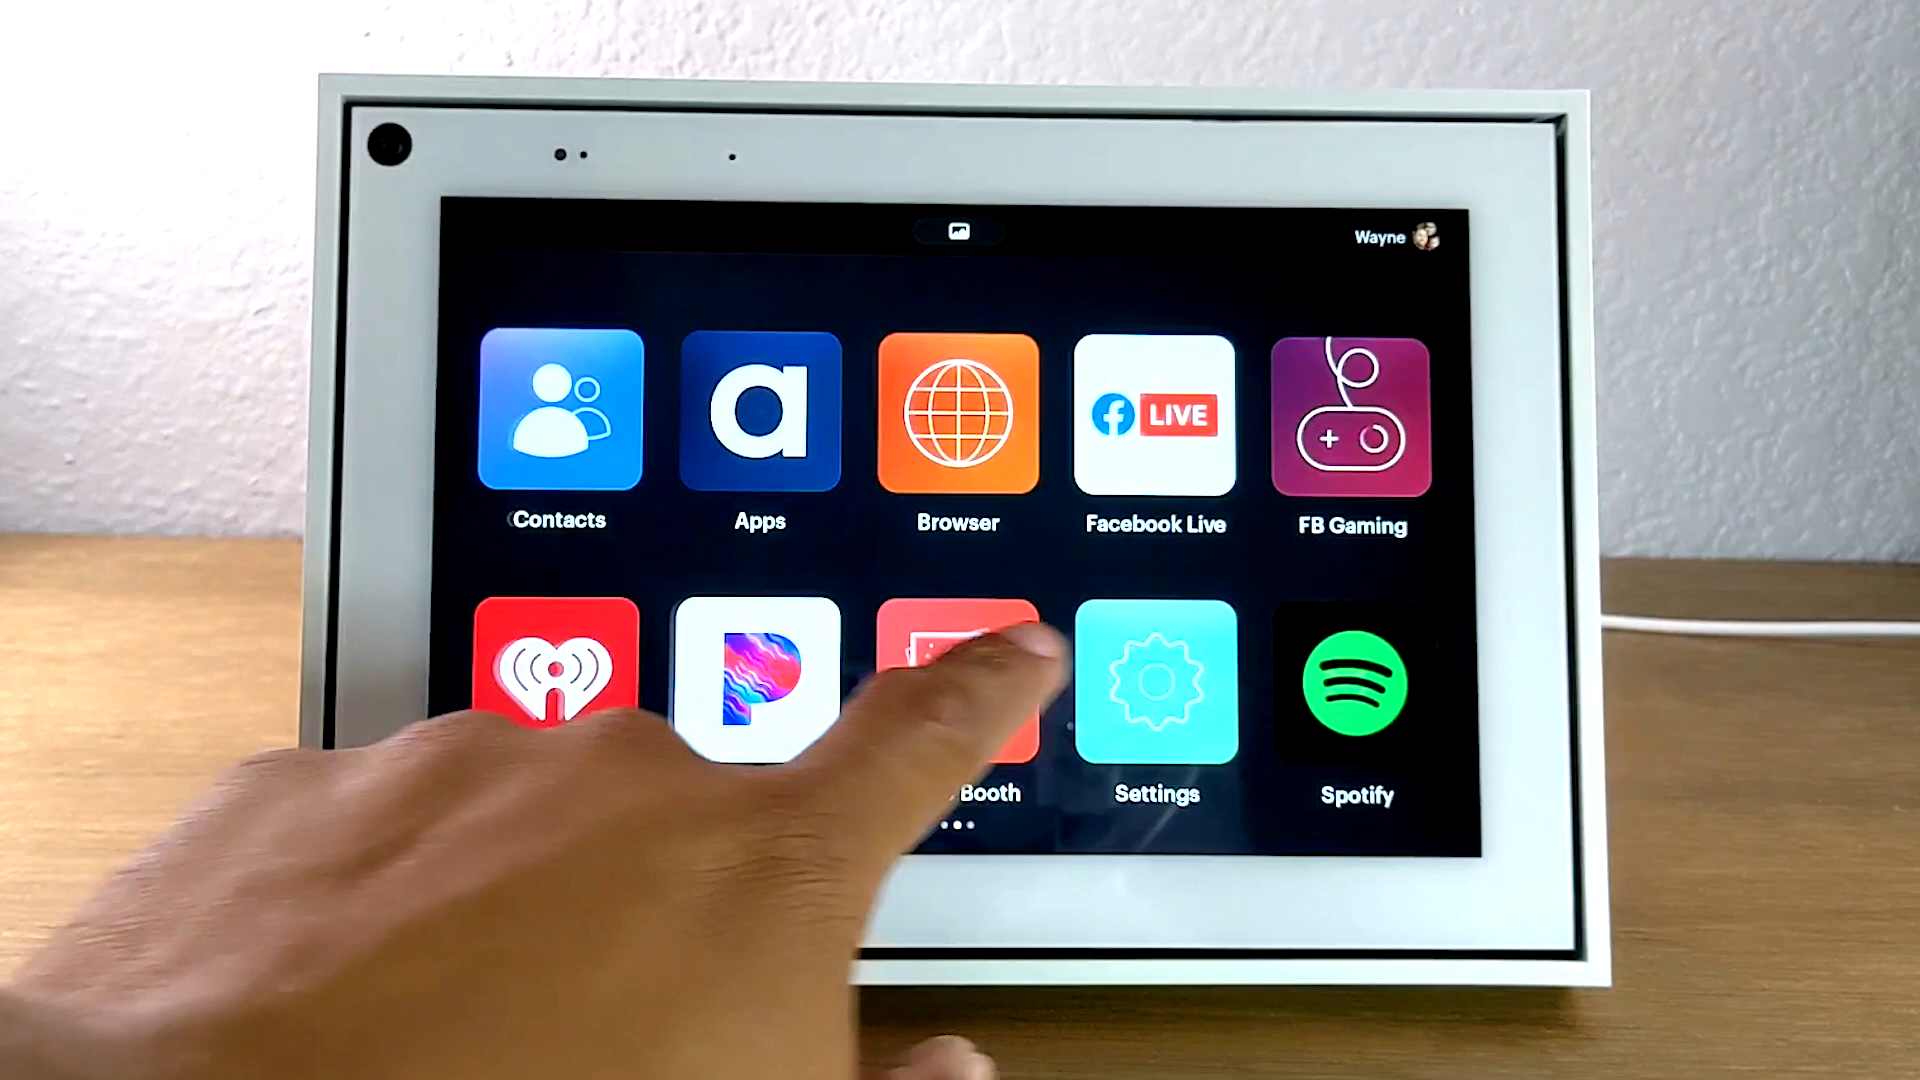 Wayne
a
f LIVE
Contacts Apps Browser Facebook Live FB Gaming
P
Booth Settings Spotify